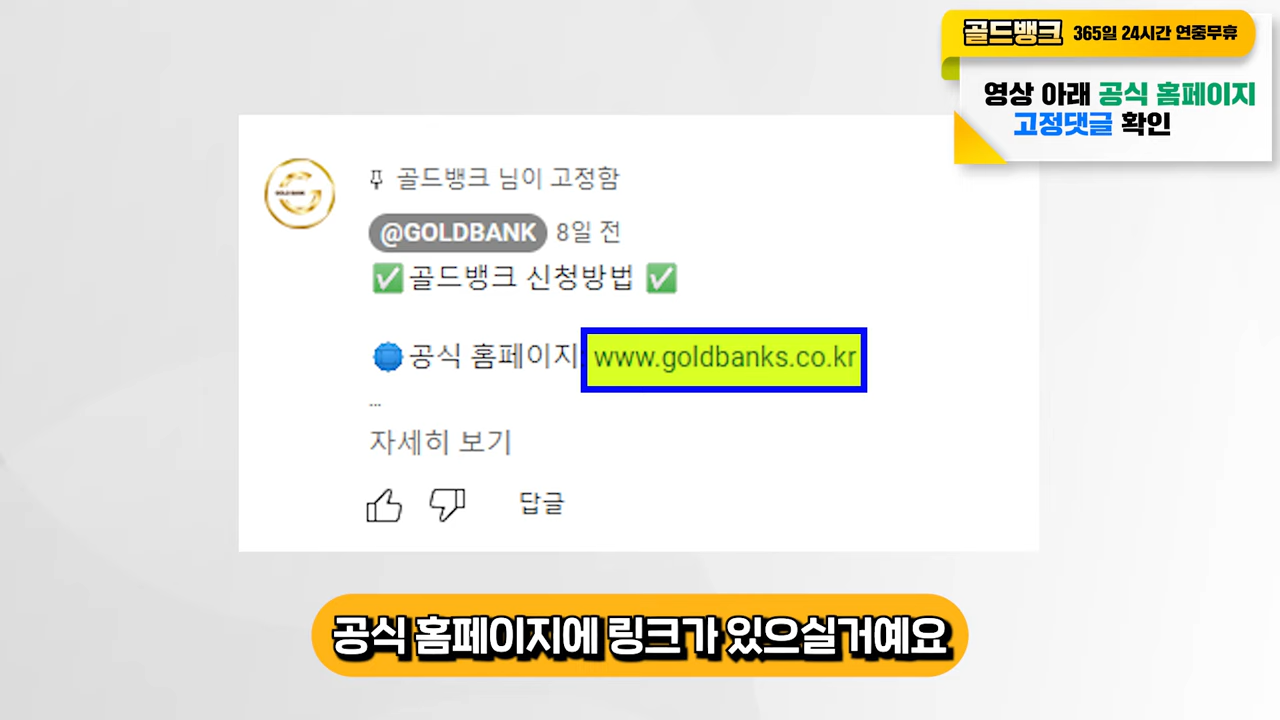 골드뱅크 365일 24시간 연중무휴
영상 아래 공식 홈페이지
고정댓글 확인
골드뱅크 님이 고정함
GOLD BANK
@GOLDBANK 8일 전
✅골드뱅크 신청방법 ✅
공식 홈페이지 www.goldbanks.co.kr
...
자세히 보기
답글
공식 홈페이지에 링크가 있으실거예요